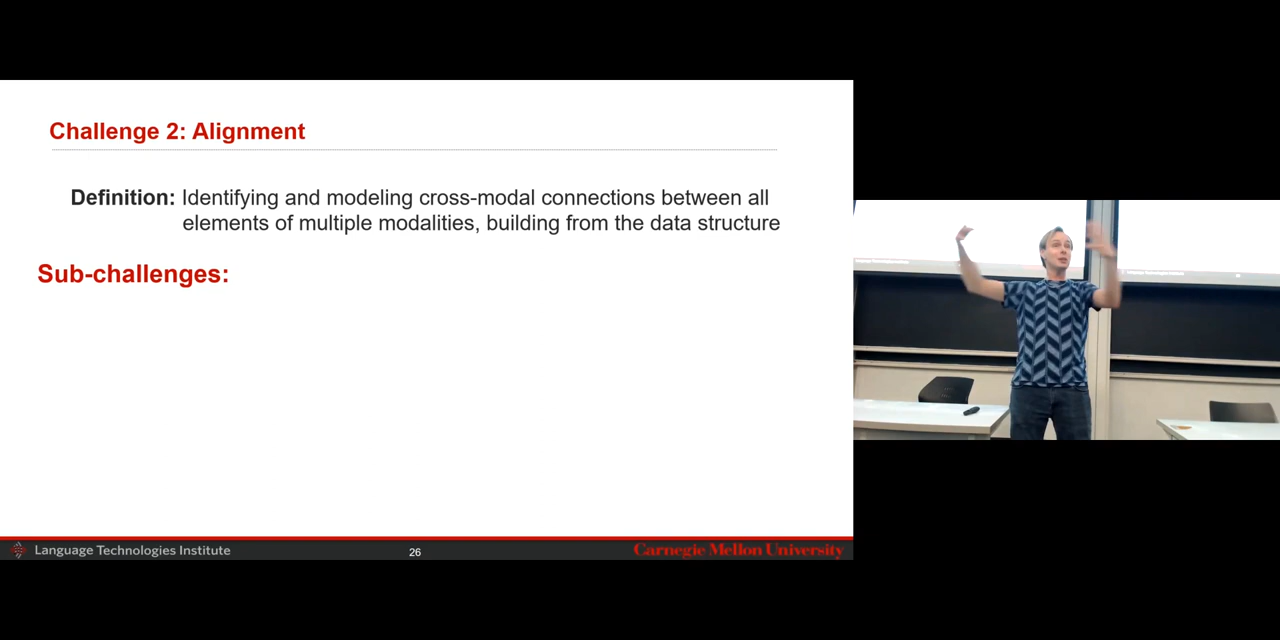 Challenge 2: Alignment
Definition: Identifying and modeling cross-modal connections between all
elements of multiple modalities, building from the data structure
Sub-challenges:
Language Technologies Institute
26
Carnegie Mellon University